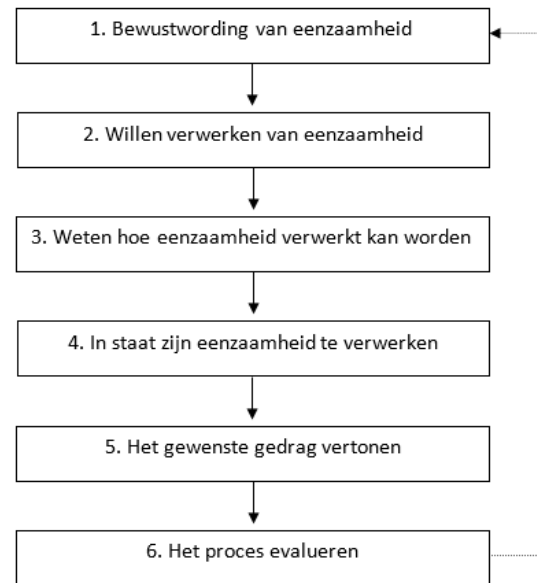 1. Bewustwording van eenzaamheid
2. Willen verwerken van eenzaamheid
3. Weten hoe eenzaamheid verwerkt kan worden
4. In staat zijn eenzaamheid te verwerken
5. Het gewenste gedrag vertonen
6. Het proces evalueren